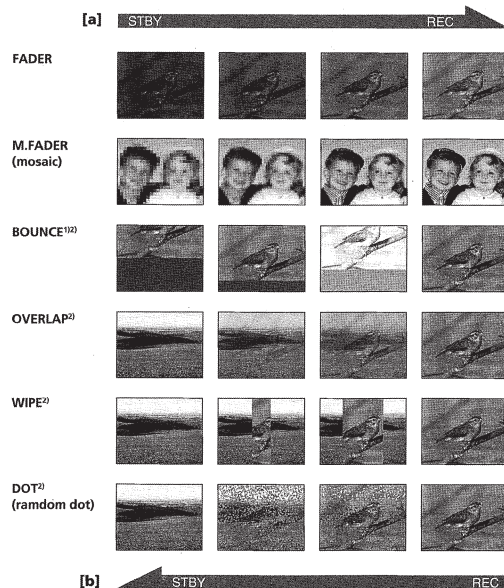 [a] STBY REC
FADER
M.FADER
(mosaic)
BOUNCE1)2)
OVERLAP2)
WIPE2)
DOT2)
(ramdom dot)
[b] STBY REC